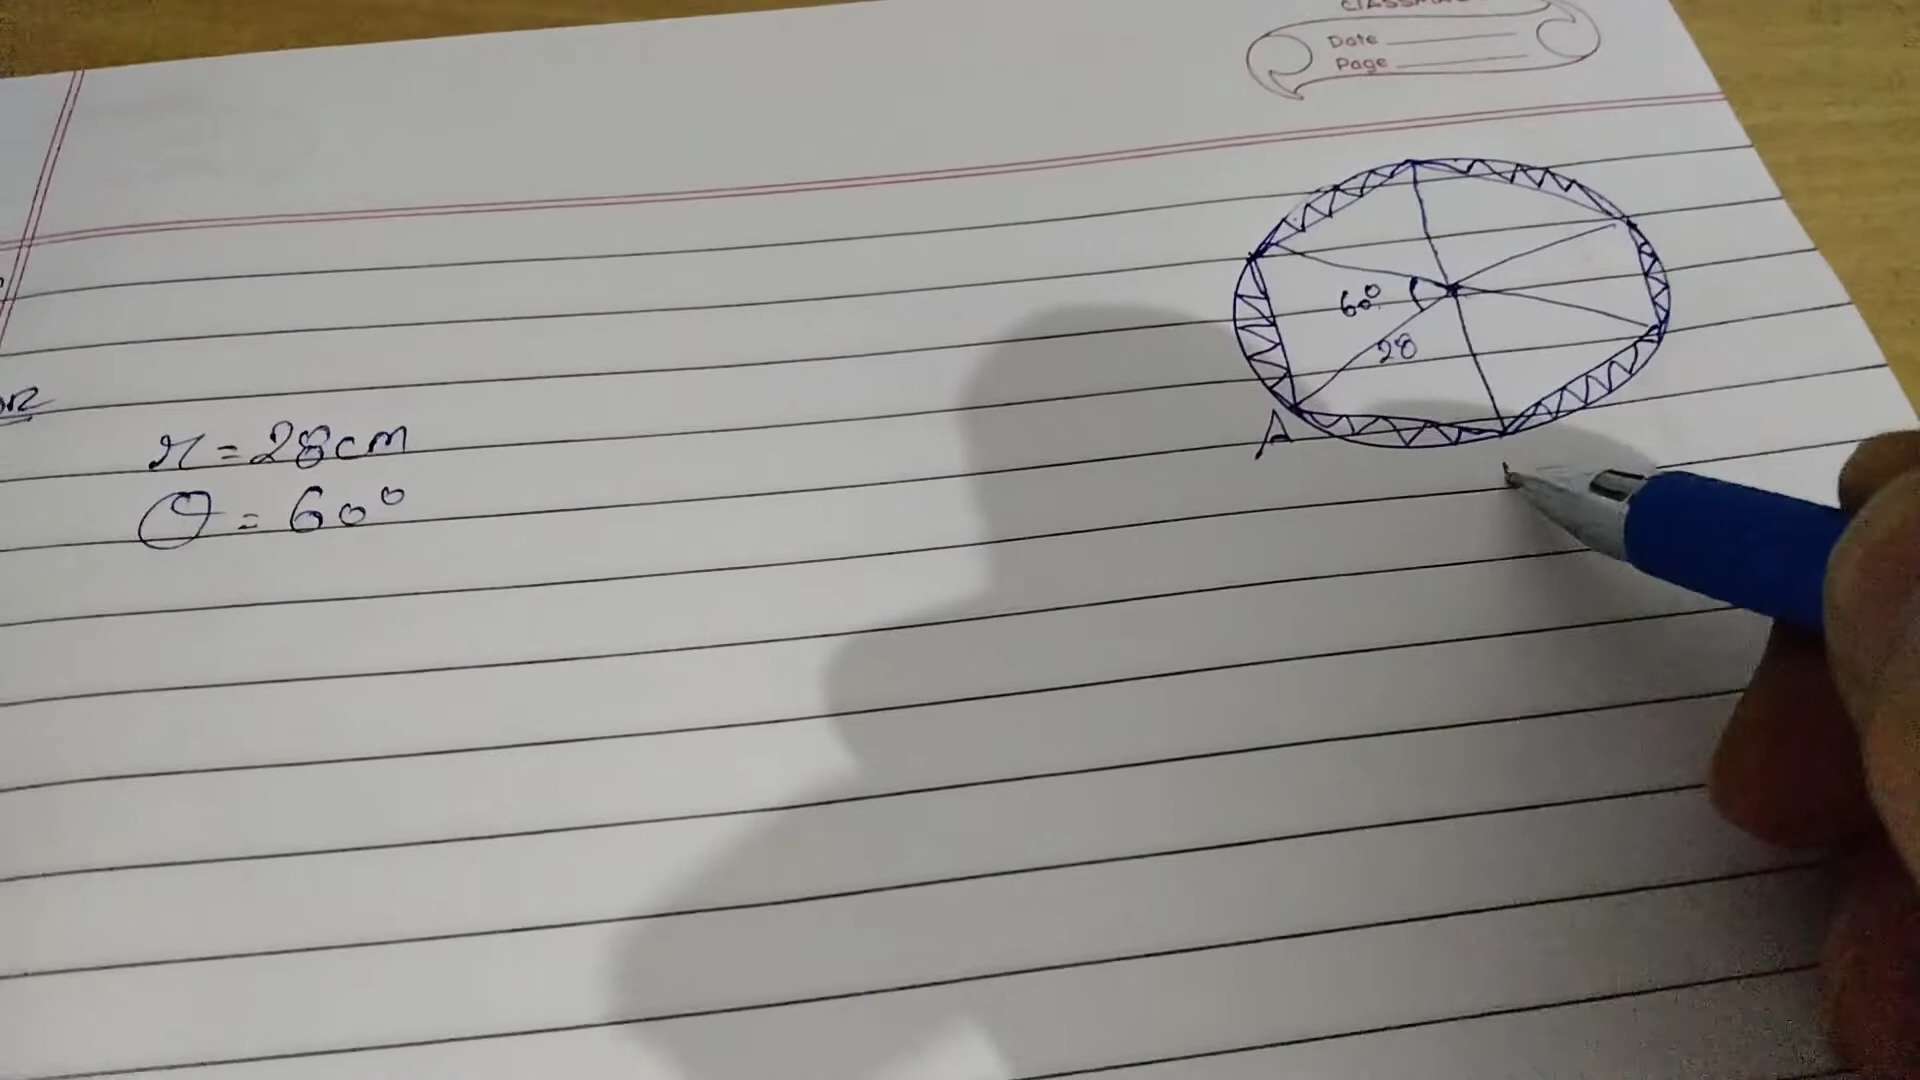 Date
Page
60°
28
A
r = 28cm
θ = 60°